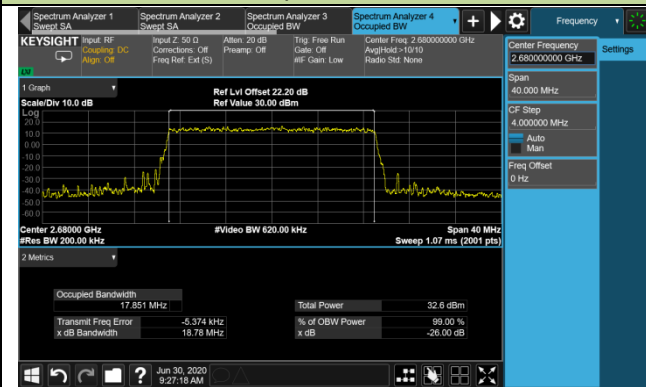 Spectrum Analyzer 1
Swept SA
Spectrum Analyzer 2
Swept SA
Spectrum Analyzer 3
Occupied BW
Spectrum Analyzer 4
Occupied BW
Frequency
KEYSIGHT
Input: RF
Coupling: DC
Align: Off
Input Z: 50 Ω
Corrections: Off
Freq Ref: Ext (S)
Atten: 20 dB
Preamp: Off
Trig: Free Run
Gate: Off
#IF Gain: Low
Center Freq: 2.680000000 GHz
Avg|Hold:>10/10
Radio Std: None
Center Frequency
2.680000000 GHz
Settings
Span
40.000 MHz
CF Step
4.000000 MHz
Auto
Man
Freq Offset
0 Hz
1 Graph
Scale/Div 10.0 dB
Ref Lvl Offset 22.20 dB
Ref Value 30.00 dBm
Log
20.0
10.0
0.00
-10.0
-20.0
-30.0
-40.0
-50.0
-60.0
Center 2.68000 GHz
#Res BW 200.00 kHz
#Video BW 620.00 kHz
Span 40 MHz
Sweep 1.07 ms (2001 pts)
2 Metrics
Occupied Bandwidth
17.851 MHz
Total Power 32.6 dBm
Transmit Freq Error -5.374 kHz
% of OBW Power 99.00 %
x dB Bandwidth 18.78 MHz
x dB -26.00 dB
?
Jun 30, 2020
9:27:18 AM